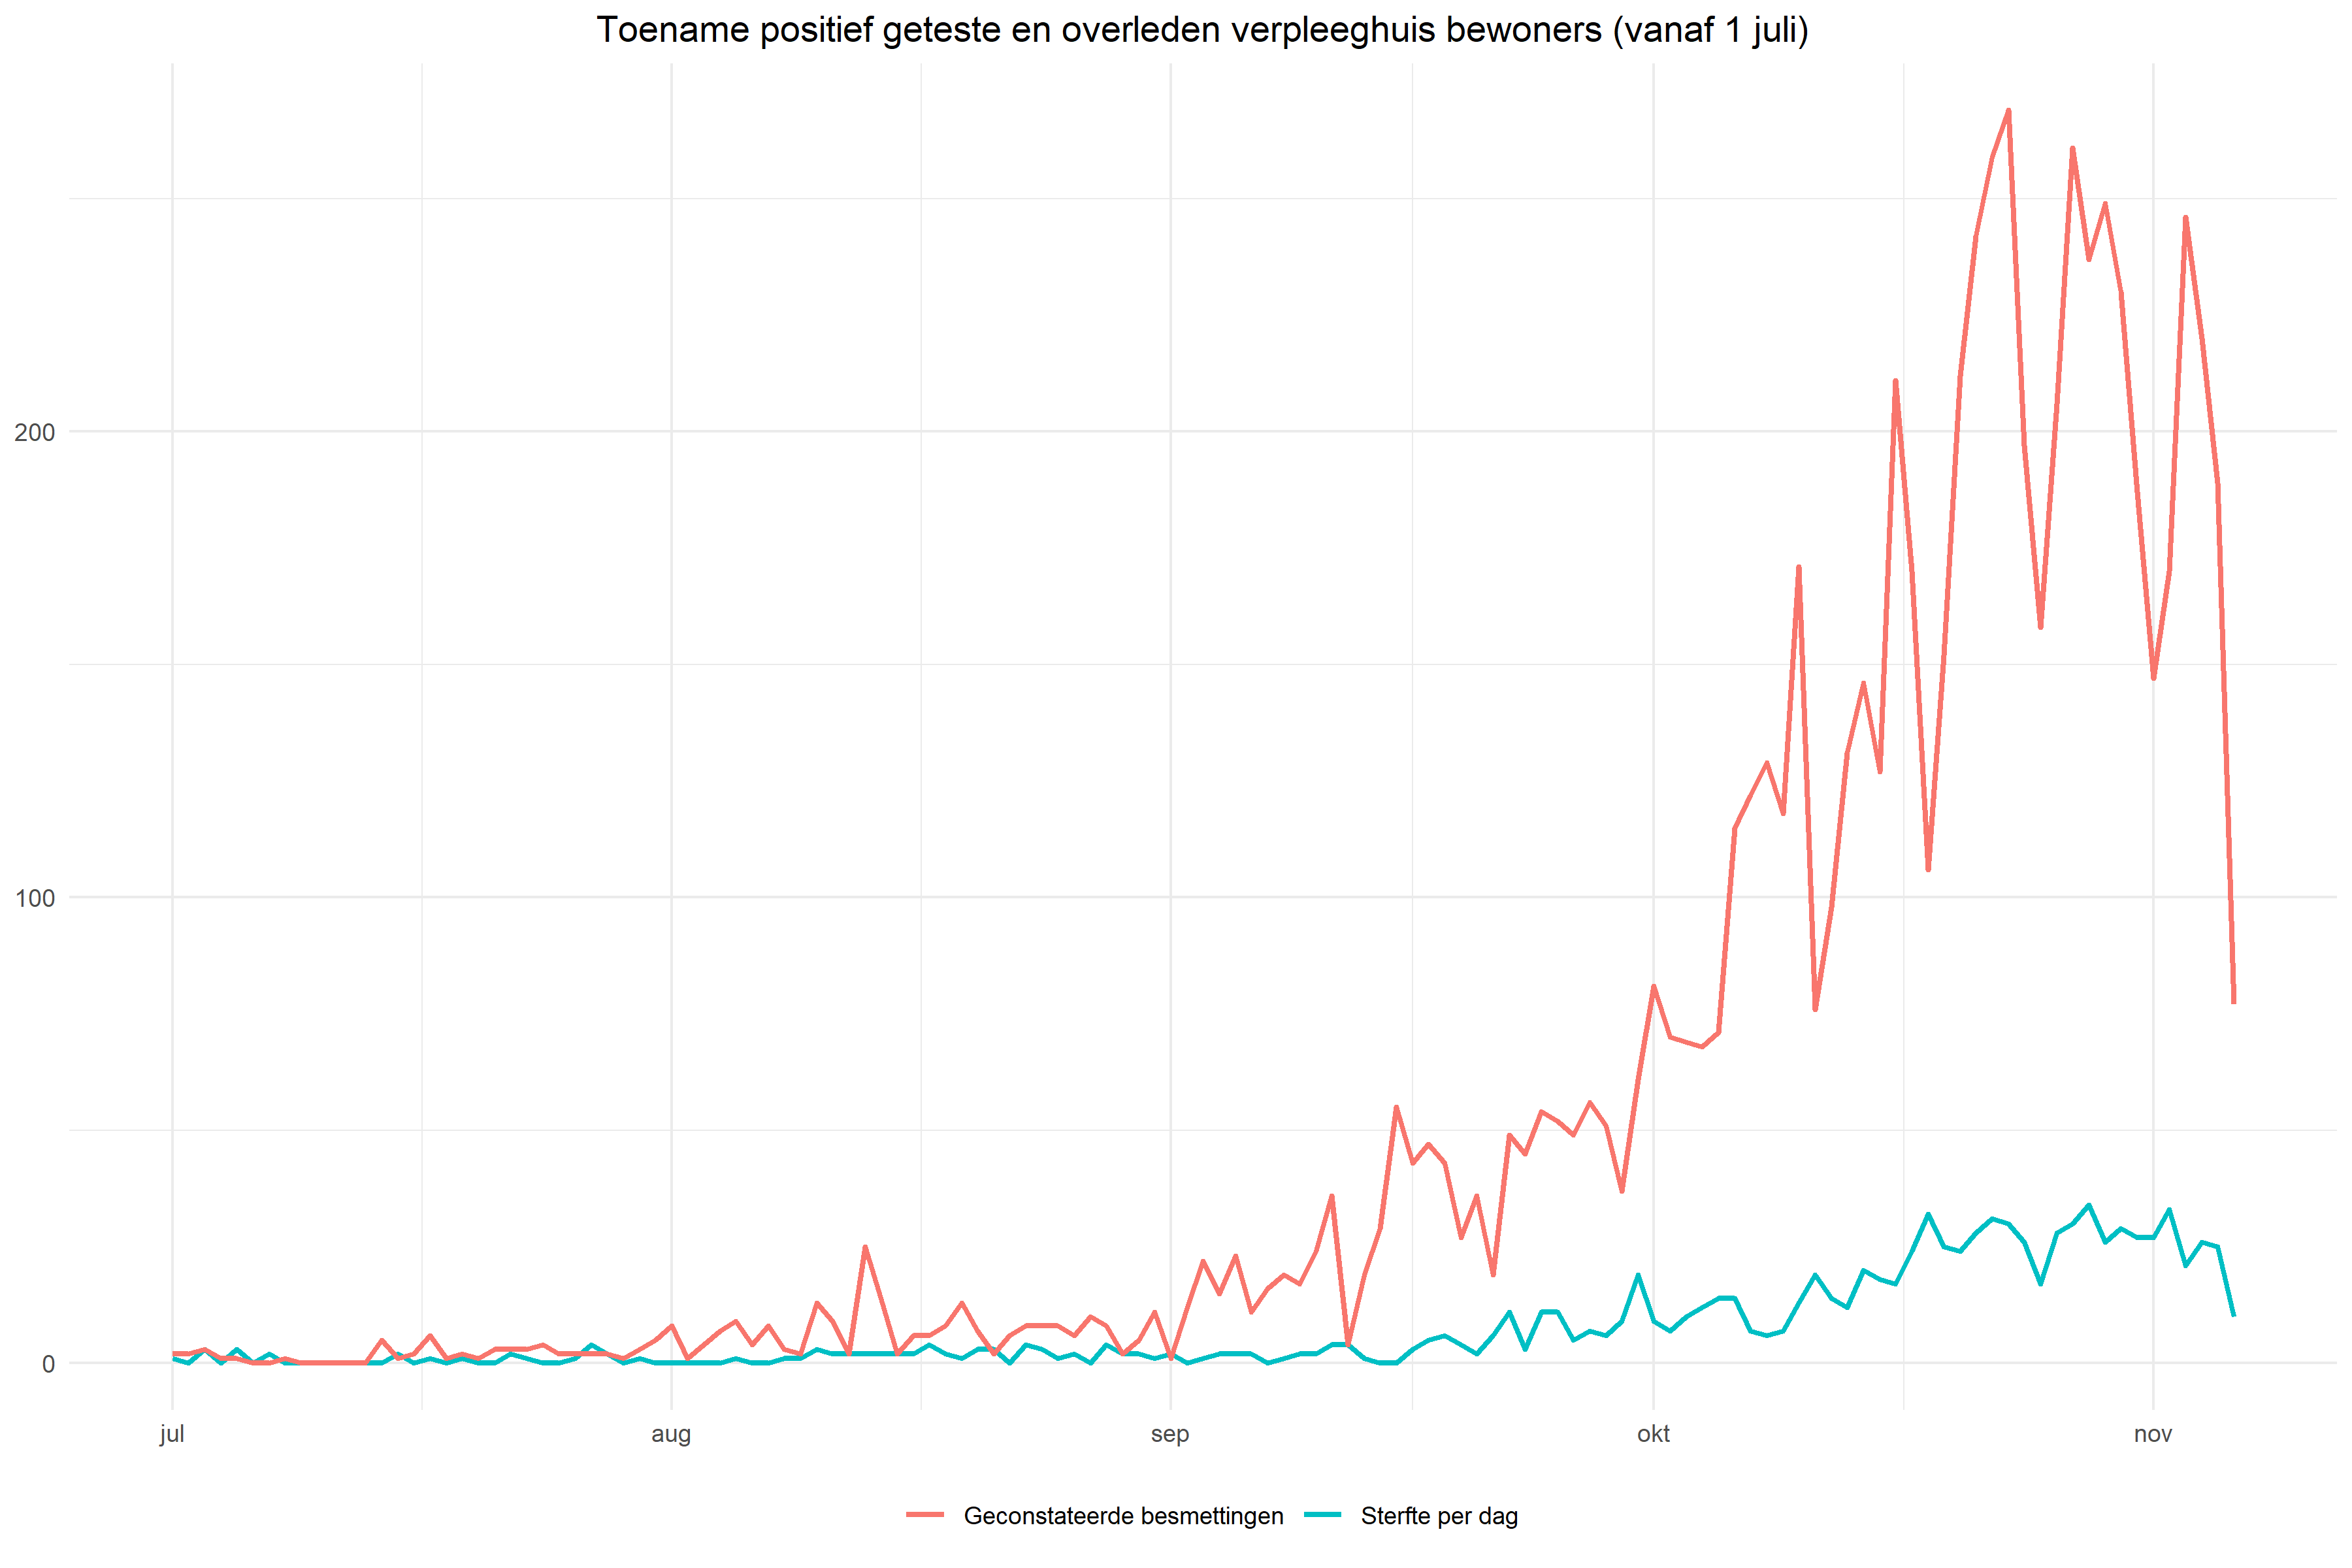 Toename positief geteste en overleden verpleeghuis bewoners (vanaf 1 juli)
200
100
0
jul aug sep okt nov
Geconstateerde besmettingen Sterfte per dag